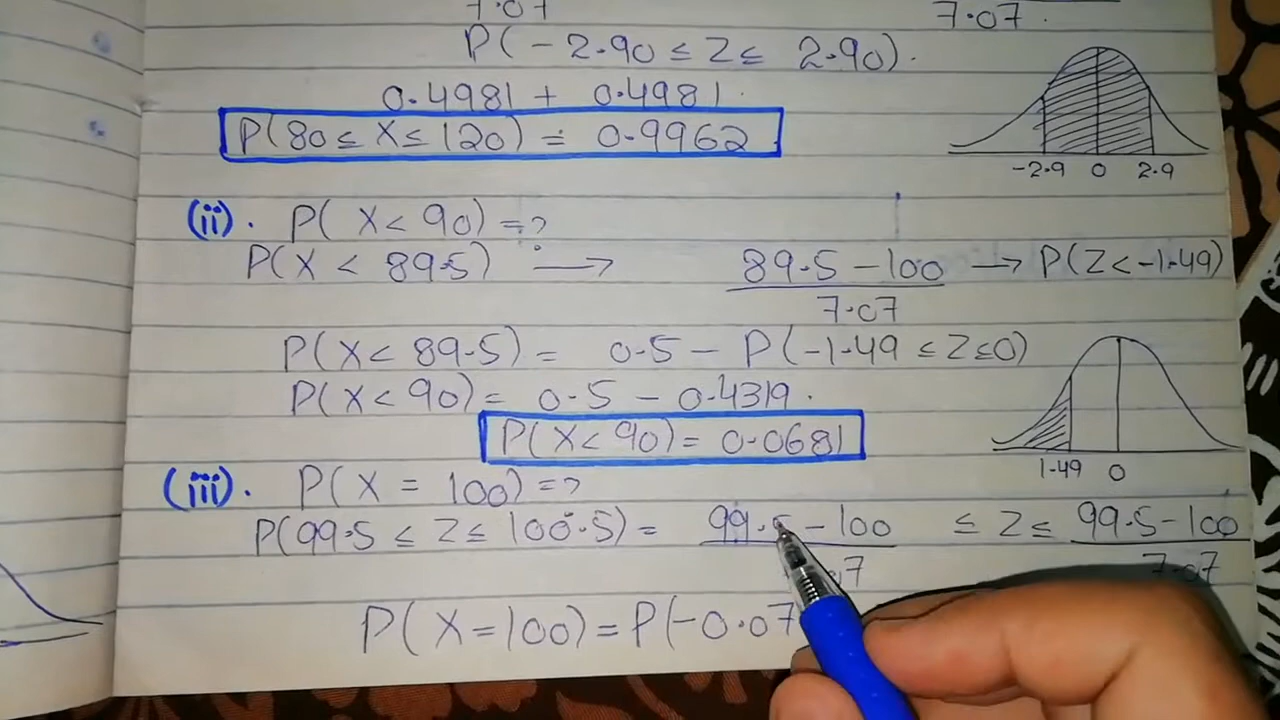 7.07
7.07.
P(-2.90 ≤ Z ≤ 2.90).
0.4981 + 0.4981.
P(80 ≤ X ≤ 120) = 0.9962
-2.9 0 2.9
(ii). P(X < 90) = ?
P(X < 89.5) → 89.5 - 100 → P(Z < -1.49)
7.07
P(X < 89.5) = 0.5 - P(-1.49 ≤ Z ≤ 0)
P(X < 90) = 0.5 - 0.4319.
P(X < 90) = 0.0681
1.49 0
(iii). P(X = 100) = ?
P(99.5 ≤ Z ≤ 100.5) = 99.5 - 100 ≤ Z ≤ 99.5 - 100
7.07
P(X = 100) = P(-0.07